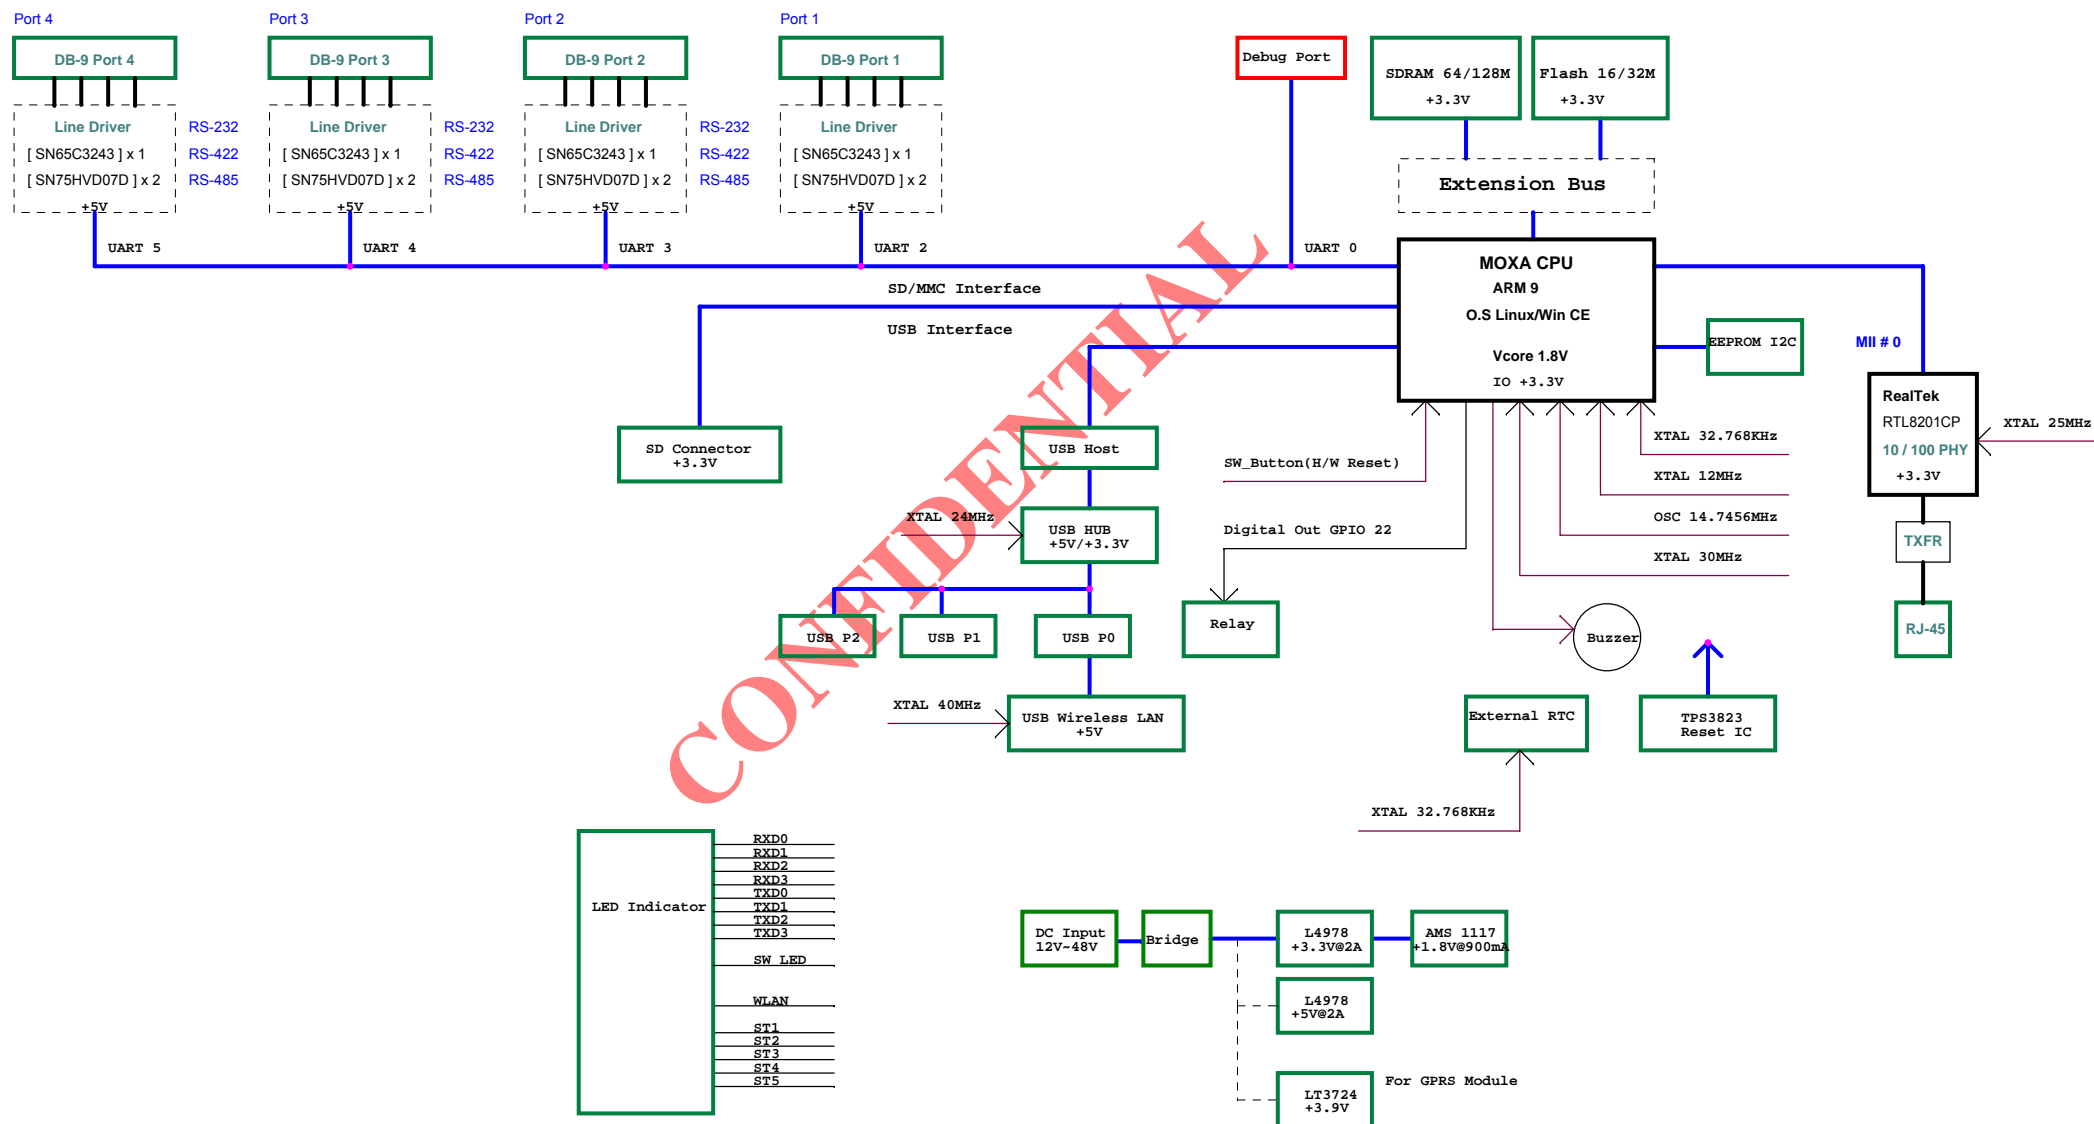 Port 4
Port 3
Port 2
Port 1
DB-9 Port 4
DB-9 Port 3
DB-9 Port 2
DB-9 Port 1
Debug Port
SDRAM 64/128M
+3.3V
Flash 16/32M
+3.3V
Line Driver
[ SN65C3243 ] x 1
[ SN75HVD07D ] x 2
+5V
RS-232
RS-422
RS-485
Line Driver
[ SN65C3243 ] x 1
[ SN75HVD07D ] x 2
+5V
RS-232
RS-422
RS-485
Line Driver
[ SN65C3243 ] x 1
[ SN75HVD07D ] x 2
+5V
RS-232
RS-422
RS-485
Line Driver
[ SN65C3243 ] x 1
[ SN75HVD07D ] x 2
+5V
Extension Bus
UART 5
UART 4
UART 3
UART 2
UART 0
SD/MMC Interface
USB Interface
MOXA CPU
ARM 9
O.S Linux/Win CE
Vcore 1.8V
IO +3.3V
EEPROM I2C
MII # 0
RealTek
RTL8201CP
10 / 100 PHY
+3.3V
XTAL 25MHz
TXFR
RJ-45
SD Connector
+3.3V
USB Host
XTAL 24MHz
USB HUB
+5V/+3.3V
USB P2
USB P1
USB P0
XTAL 40MHz
USB Wireless LAN
+5V
SW_Button(H/W Reset)
Digital Out GPIO 22
Relay
XTAL 32.768KHz
XTAL 12MHz
OSC 14.7456MHz
XTAL 30MHz
Buzzer
External RTC
XTAL 32.768KHz
TPS3823
Reset IC
CONFIDENTIAL
LED Indicator
RXD0
RXD1
RXD2
RXD3
TXD0
TXD1
TXD2
TXD3
SW LED
WLAN
ST1
ST2
ST3
ST4
ST5
DC Input
12V~48V
Bridge
L4978
+3.3V@2A
AMS 1117
+1.8V@900mA
L4978
+5V@2A
LT3724
+3.9V
For GPRS Module